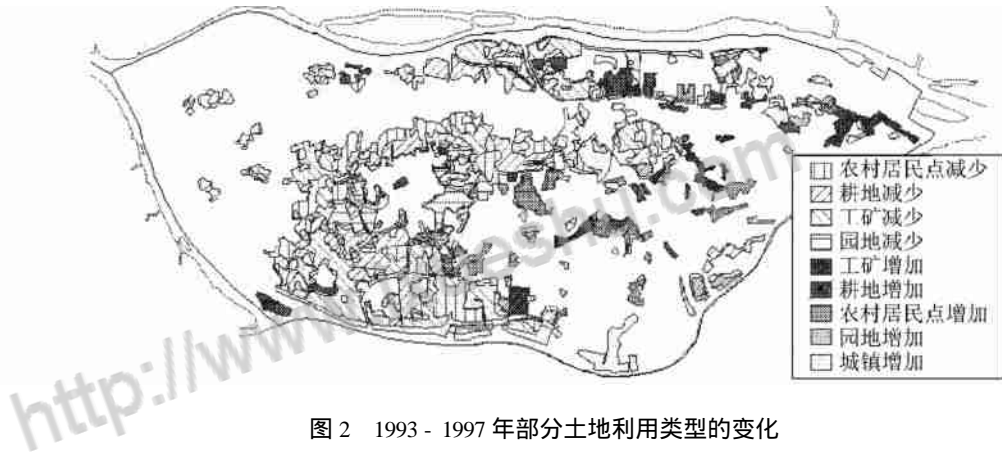 农村居民点减少
耕地减少
工矿减少
园地减少
工矿增加
耕地增加
农村居民点增加
园地增加
城镇增加
图 2 1993 - 1997 年部分土地利用类型的变化